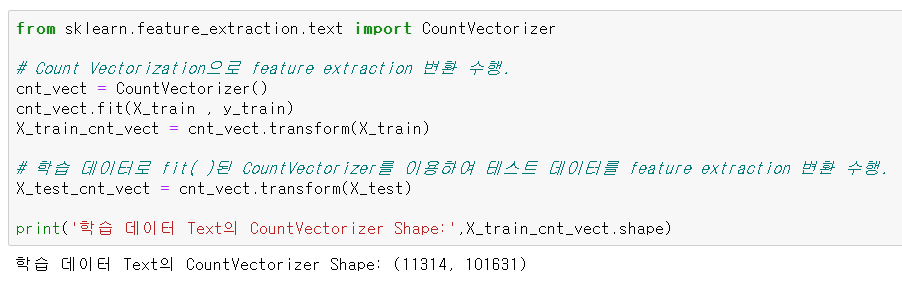 from sklearn.feature_extraction.text import CountVectorizer
# Count Vectorization으로 feature extraction 변환 수행.
cnt_vect = CountVectorizer()
cnt_vect.fit(X_train , y_train)
X_train_cnt_vect = cnt_vect.transform(X_train)
# 학습 데이터로 fit( )된 CountVectorizer를 이용하여 테스트 데이터를 feature extraction 변환 수행.
X_test_cnt_vect = cnt_vect.transform(X_test)
print('학습 데이터 Text의 CountVectorizer Shape:',X_train_cnt_vect.shape)
학습 데이터 Text의 CountVectorizer Shape: (11314, 101631)